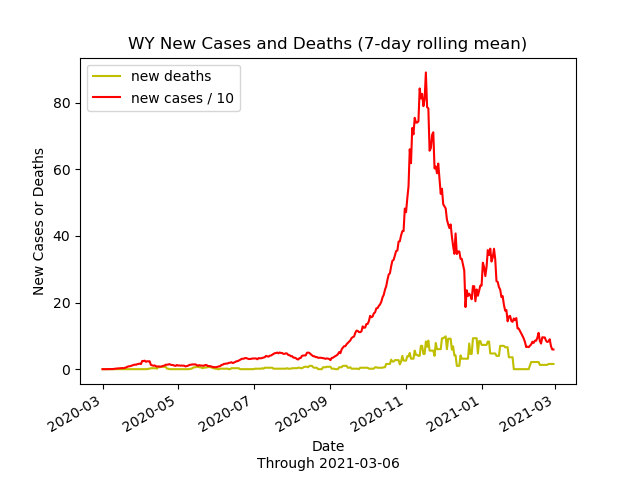 WY New Cases and Deaths (7-day rolling mean)
new deaths
new cases / 10
New Cases or Deaths
80
60
40
20
0
2020-03
2020-05
2020-07
2020-09
2020-11
2021-01
2021-03
Date
Through 2021-03-06